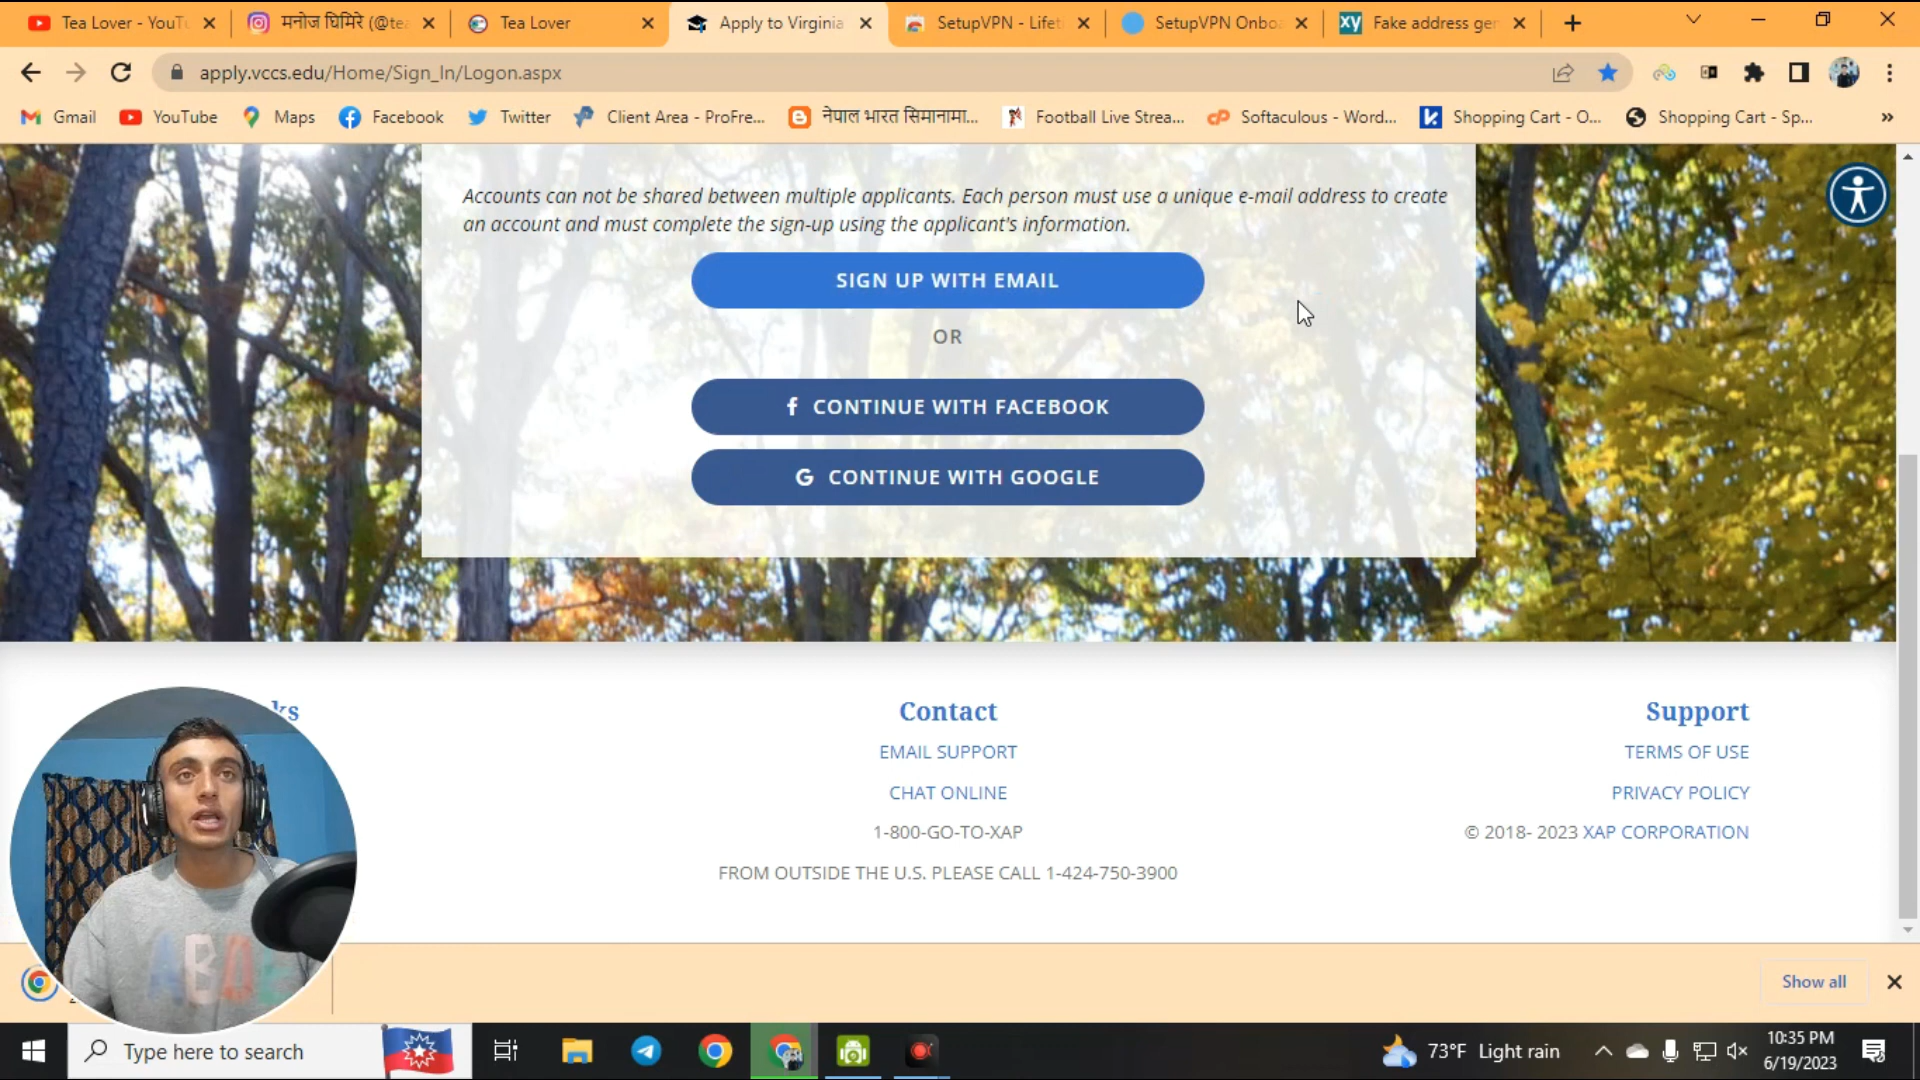 Tea Lover - YouT
मनोज घिमिरे (@tea
Tea Lover
Apply to Virginia
SetupVPN - Lifet
SetupVPN Onbo
xy Fake address gen
apply.vccs.edu/Home/Sign_In/Logon.aspx
Gmail
YouTube
Maps
Facebook
Twitter
Client Area - ProFre...
नेपाल भारत सिमानामा...
Football Live Strea...
Softaculous - Word...
Shopping Cart - O...
Shopping Cart - Sp...
Accounts can not be shared between multiple applicants. Each person must use a unique e-mail address to create
an account and must complete the sign-up using the applicant's information.
SIGN UP WITH EMAIL
OR
CONTINUE WITH FACEBOOK
CONTINUE WITH GOOGLE
ks
Contact
EMAIL SUPPORT
CHAT ONLINE
1-800-GO-TO-XAP
FROM OUTSIDE THE U.S. PLEASE CALL 1-424-750-3900
Support
TERMS OF USE
PRIVACY POLICY
© 2018- 2023 XAP CORPORATION
Show all
Type here to search
73°F Light rain
10:35 PM
6/19/2023